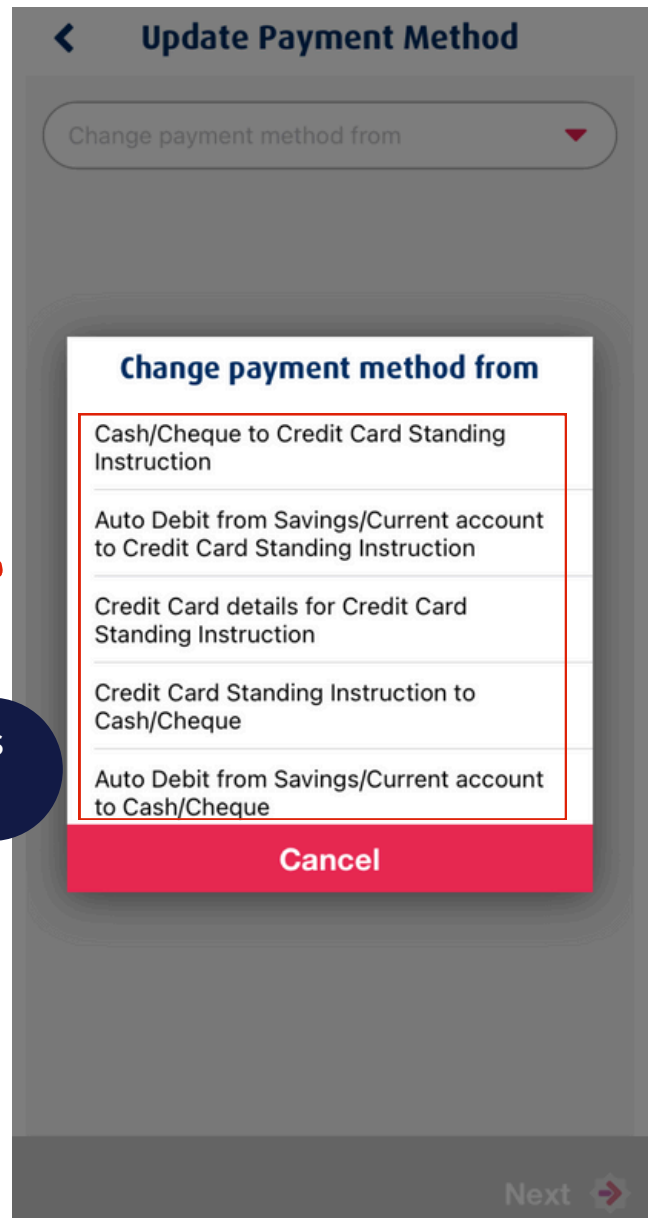 Update Payment Method
Change payment method from
Change payment method from
Cash/Cheque to Credit Card Standing
Instruction
Auto Debit from Savings/Current account
to Credit Card Standing Instruction
Credit Card details for Credit Card
Standing Instruction
Credit Card Standing Instruction to
Cash/Cheque
Auto Debit from Savings/Current account
to Cash/Cheque
Cancel
Next